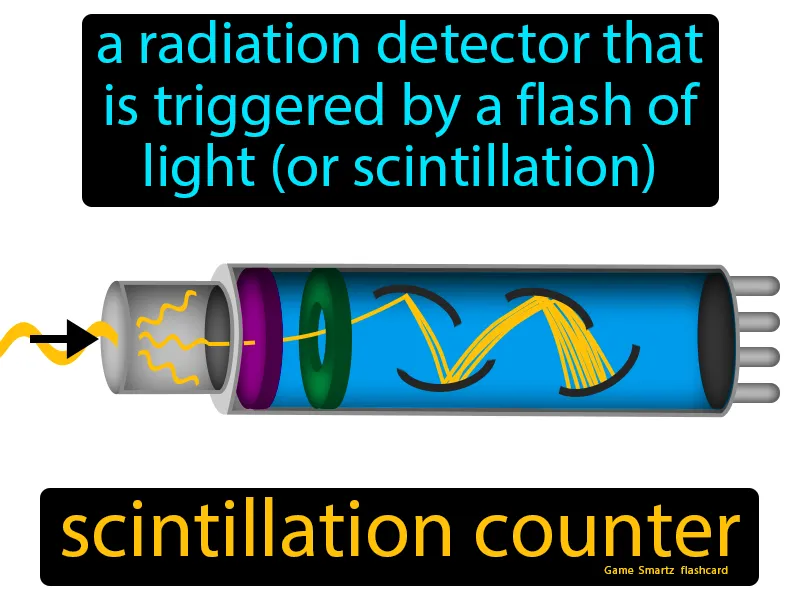 a radiation detector that
is triggered by a flash of
light (or scintillation)
scintillation counter
Game Smartz flashcard